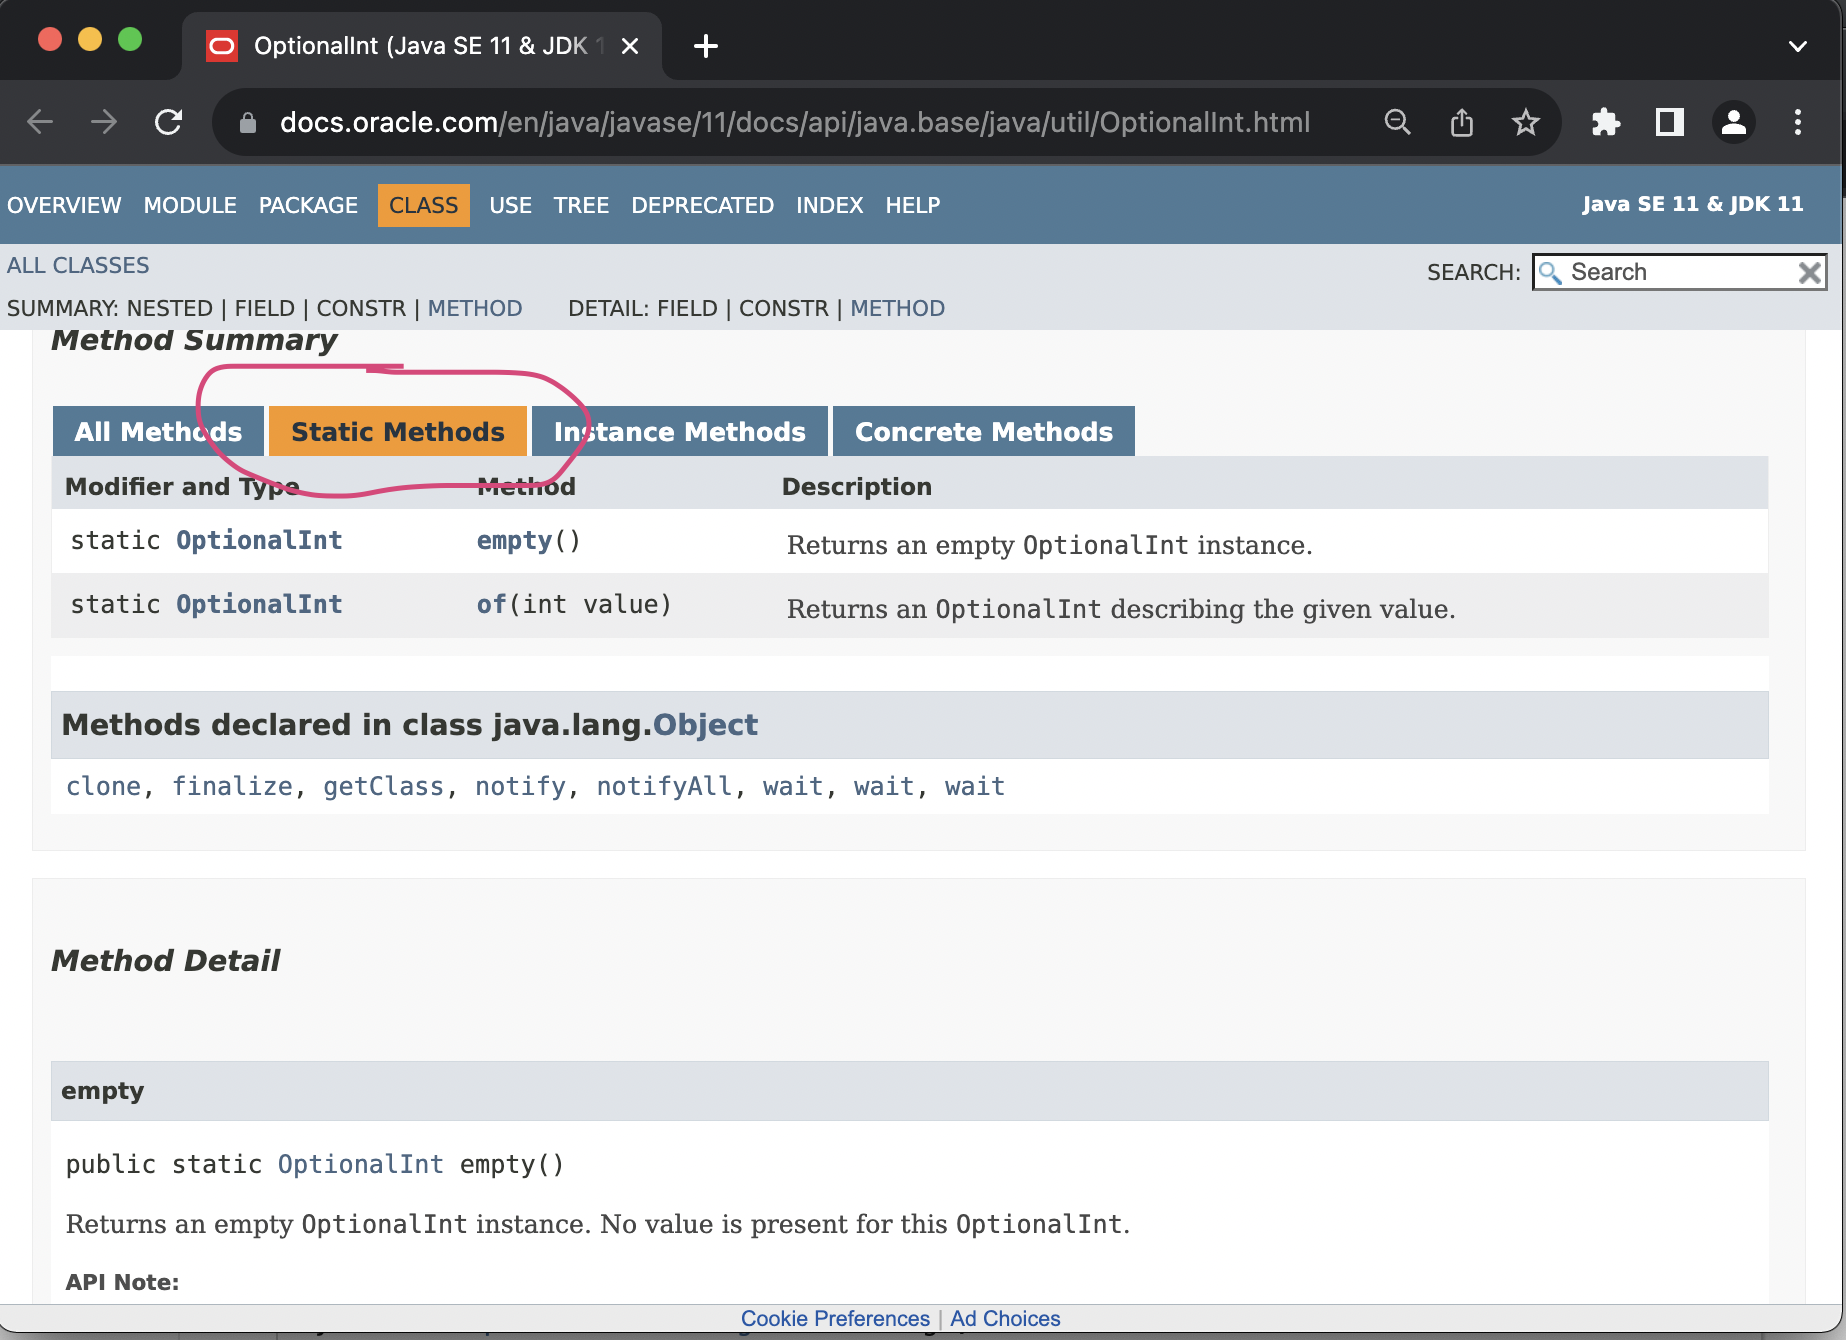 OptionalInt (Java SE 11 & JDK 1
docs.oracle.com/en/java/javase/11/docs/api/java.base/java/util/OptionalInt.html
OVERVIEW MODULE PACKAGE CLASS USE TREE DEPRECATED INDEX HELP
Java SE 11 & JDK 11
ALL CLASSES
SEARCH: Search
SUMMARY: NESTED | FIELD | CONSTR | METHOD DETAIL: FIELD | CONSTR | METHOD
Method Summary
All Methods Static Methods Instance Methods Concrete Methods
Modifier and Type Method Description
static OptionalInt empty() Returns an empty OptionalInt instance.
static OptionalInt of(int value) Returns an OptionalInt describing the given value.
Methods declared in class java.lang.Object
clone, finalize, getClass, notify, notifyAll, wait, wait, wait
Method Detail
empty
public static OptionalInt empty()
Returns an empty OptionalInt instance. No value is present for this OptionalInt.
API Note:
Cookie Preferences | Ad Choices